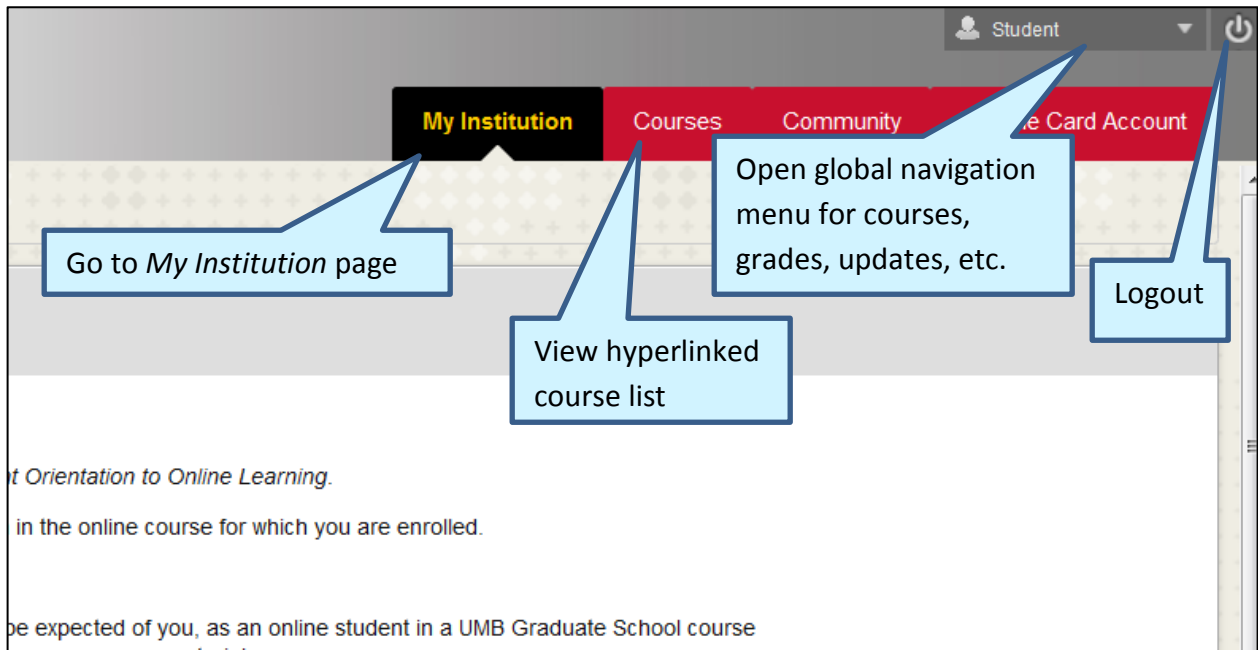 Student
My Institution Courses Community Card Account
Open global navigation
menu for courses,
grades, updates, etc.
Go to My Institution page
Logout
View hyperlinked
course list
Orientation to Online Learning.
in the online course for which you are enrolled.
be expected of you, as an online student in a UMB Graduate School course